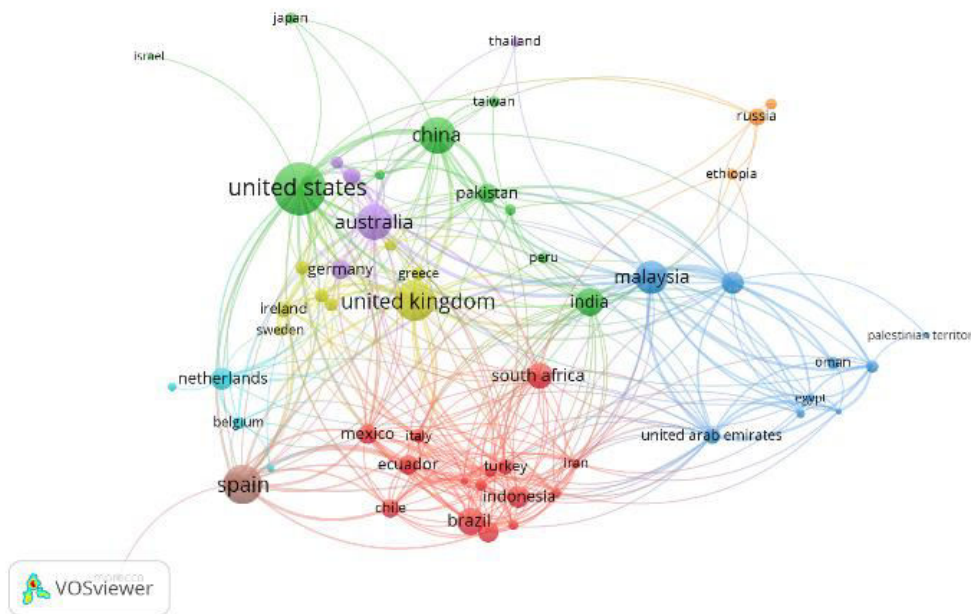 japan
thailand
israel
taiwan
russia
china
ethiopia
united states
pakistan
australia
peru
germany
greece
malaysia
united kingdom
india
ireland
sweden
palestinian territor
oman
netherlands
south africa
egypt
belgium
mexico
italy
united arab emirates
ecuador
turkey
iran
spain
indonesia
chile
brazil
morocco
VOSviewer